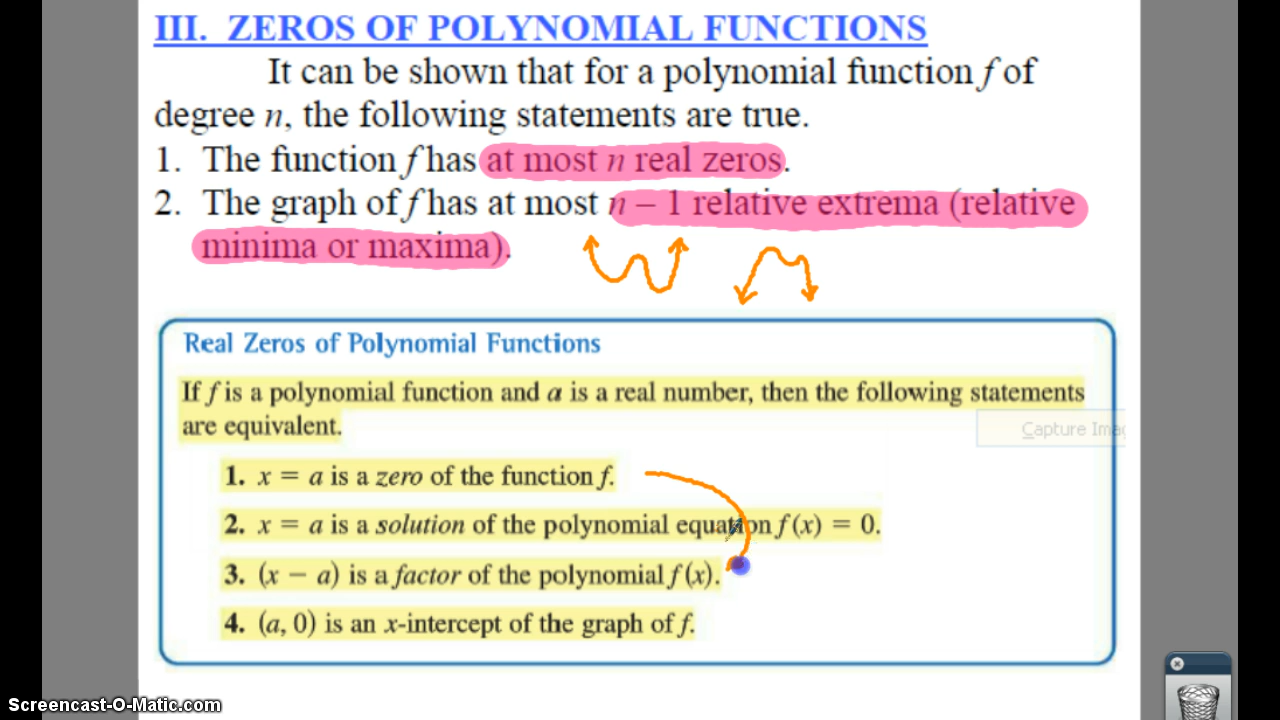 III. ZEROS OF POLYNOMIAL FUNCTIONS
It can be shown that for a polynomial function f of
degree n, the following statements are true.
1. The function f has at most n real zeros.
2. The graph of f has at most n – 1 relative extrema (relative
minima or maxima).
Real Zeros of Polynomial Functions
If f is a polynomial function and a is a real number, then the following statements
are equivalent.
Capture Imag
1. x = a is a zero of the function f.
2. x = a is a solution of the polynomial equation f(x) = 0.
3. (x − a) is a factor of the polynomial f(x).
4. (a, 0) is an x-intercept of the graph of f.
Screencast-O-Matic.com